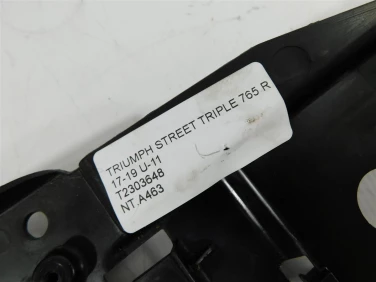 TRIUMPH STREET TRIPLE 765 R
17-19 U-11
T2303648
NT.A463